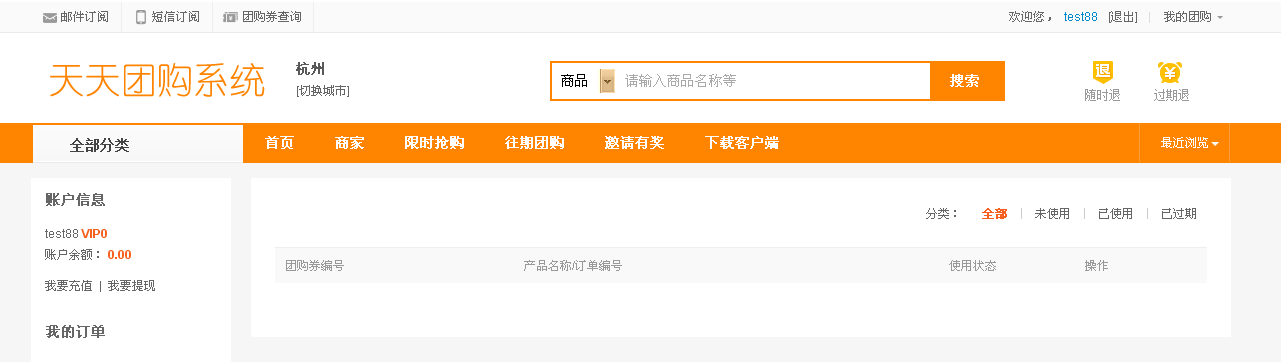 邮件订阅 短信订阅 团购券查询 欢迎您， test88 [退出] 我的团购
天天团购系统
杭州
[切换城市]
商品 请输入商品名称等 搜索
随时退 过期退
全部分类 首页 商家 限时抢购 往期团购 邀请有奖 下载客户端 最近浏览
账户信息
test88 VIP0
账户余额： 0.00
我要充值 | 我要提现
我的订单
分类： 全部 未使用 已使用 已过期
团购券编号 产品名称/订单编号 使用状态 操作